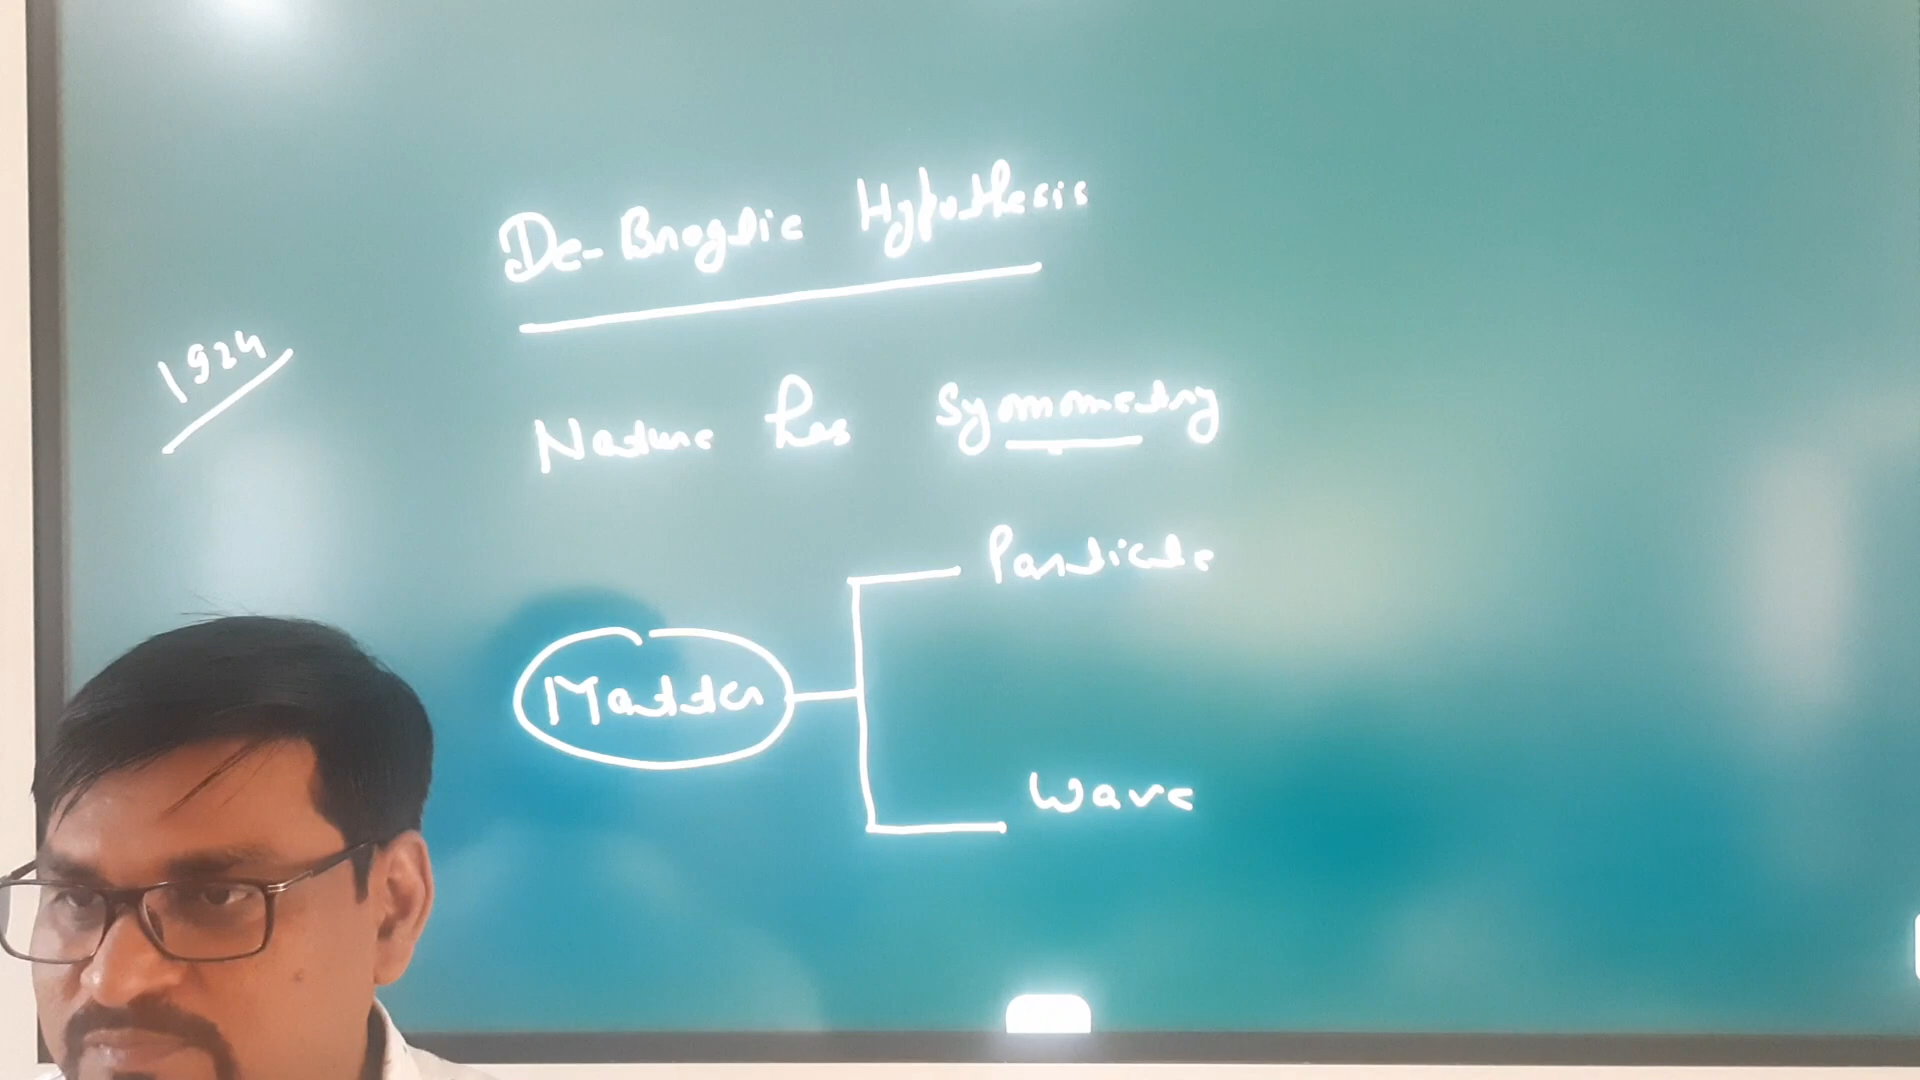 De-Broglie Hypothesis
1924
Nature has Symmetry
Particle
Matter
Wave